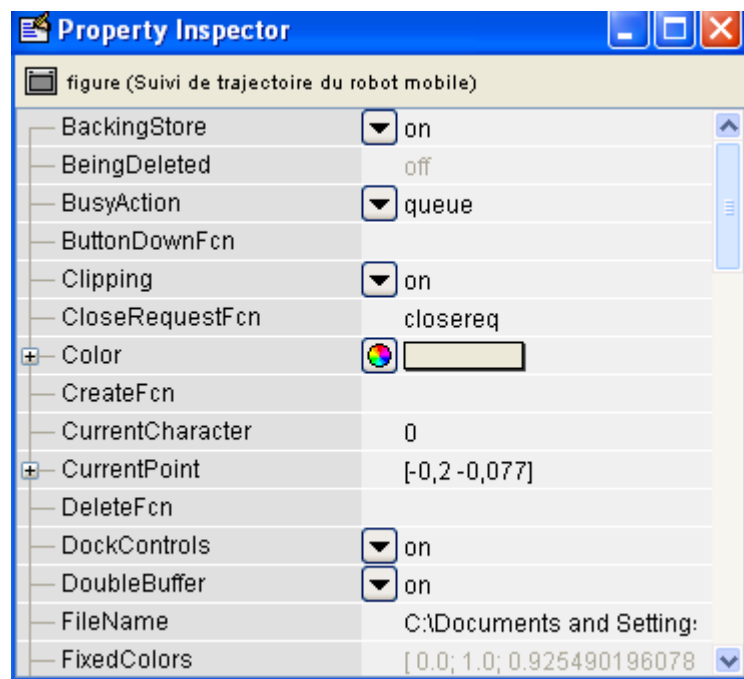 Property Inspector
figure (Suivi de trajectoire du robot mobile)
BackingStore on
BeingDeleted off
BusyAction queue
ButtonDownFcn
Clipping on
CloseRequestFcn closereq
Color
CreateFcn
CurrentCharacter 0
CurrentPoint [-0,2 -0,077]
DeleteFcn
DockControls on
DoubleBuffer on
FileName C:\Documents and Setting
FixedColors [ 0.0; 1.0; 0.925490196078